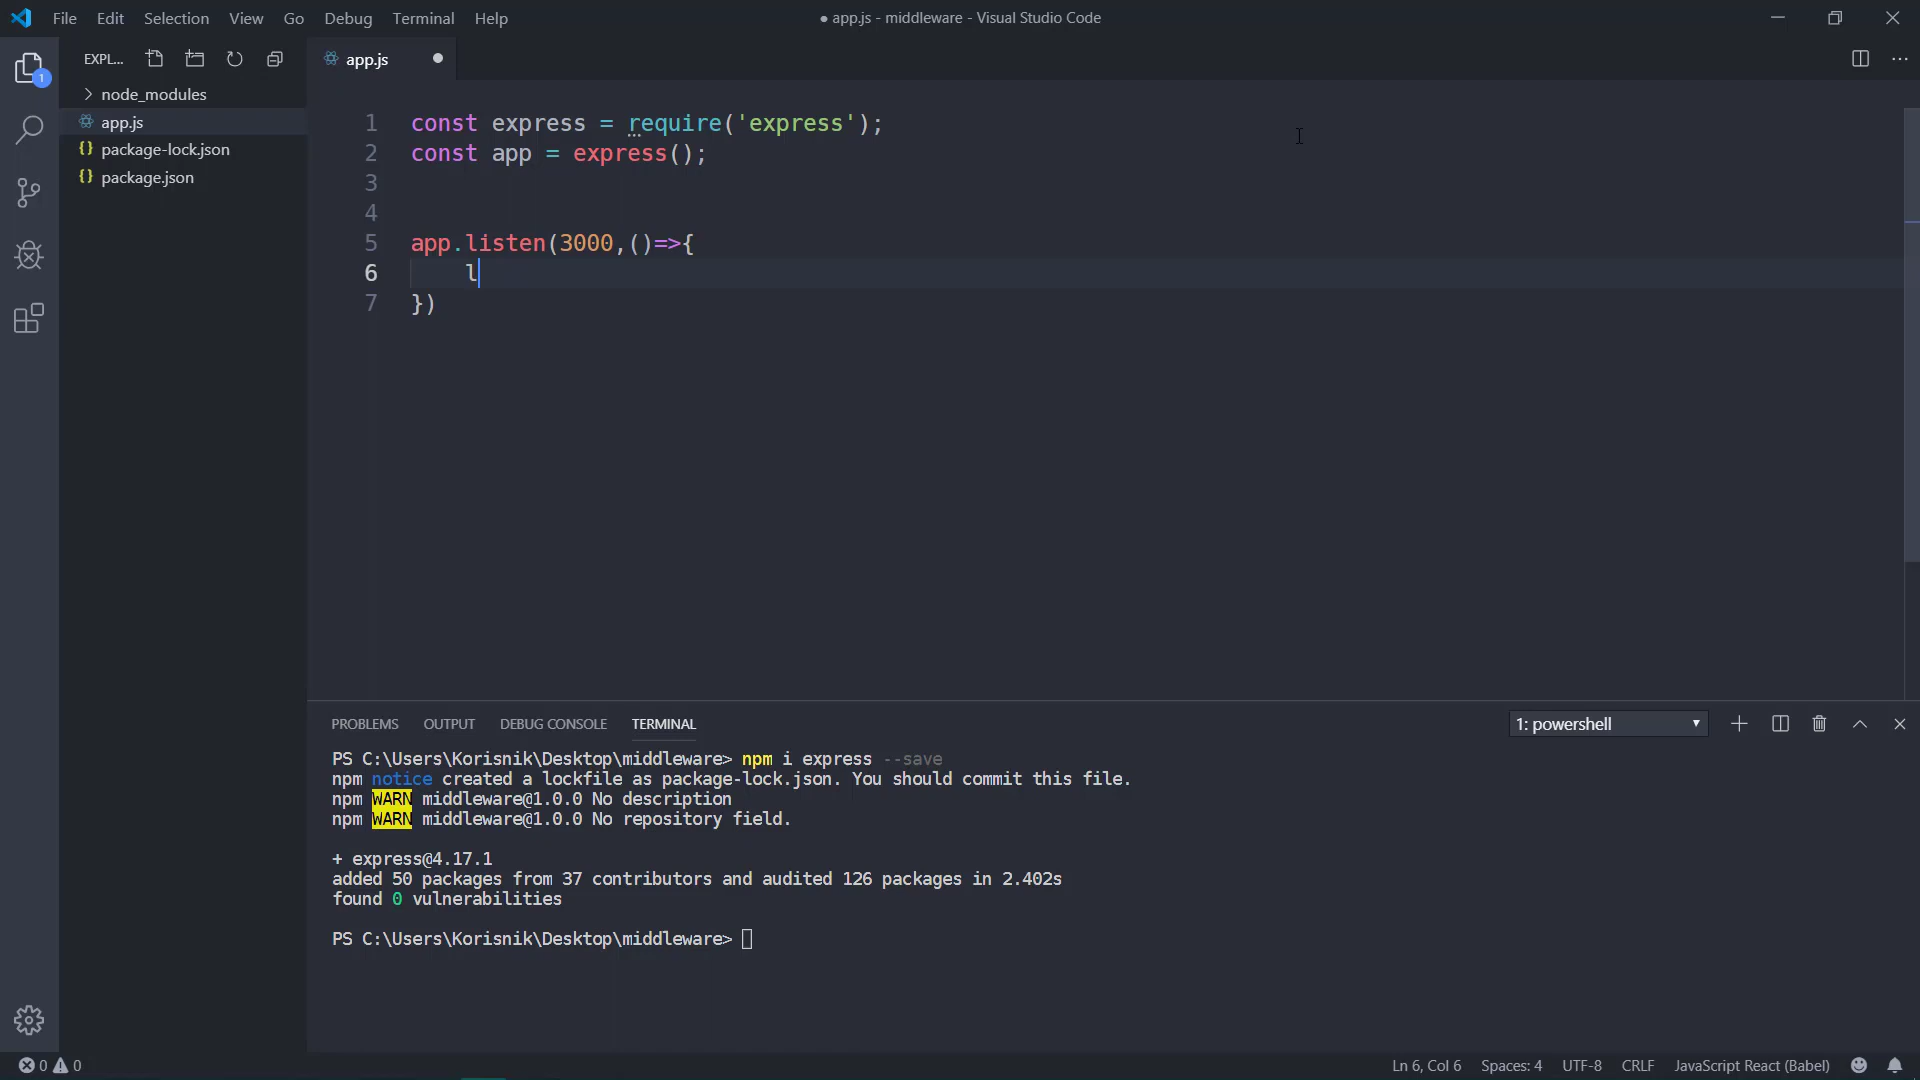 File Edit Selection View Go Debug Terminal Help
● app.js - middleware - Visual Studio Code
EXPL...
app.js
1
node_modules
app.js
{} package-lock.json
{} package.json
1 const express = require('express');
2 const app = express();
3
4
5 app.listen(3000,()=>{
6     l
7 })
PROBLEMS OUTPUT DEBUG CONSOLE TERMINAL
1: powershell
PS C:\Users\Korisnik\Desktop\middleware> npm i express --save
npm notice created a lockfile as package-lock.json. You should commit this file.
npm WARN middleware@1.0.0 No description
npm WARN middleware@1.0.0 No repository field.
+ express@4.17.1
added 50 packages from 37 contributors and audited 126 packages in 2.402s
found 0 vulnerabilities
PS C:\Users\Korisnik\Desktop\middleware>
0 0
Ln 6, Col 6 Spaces: 4 UTF-8 CRLF JavaScript React (Babel)